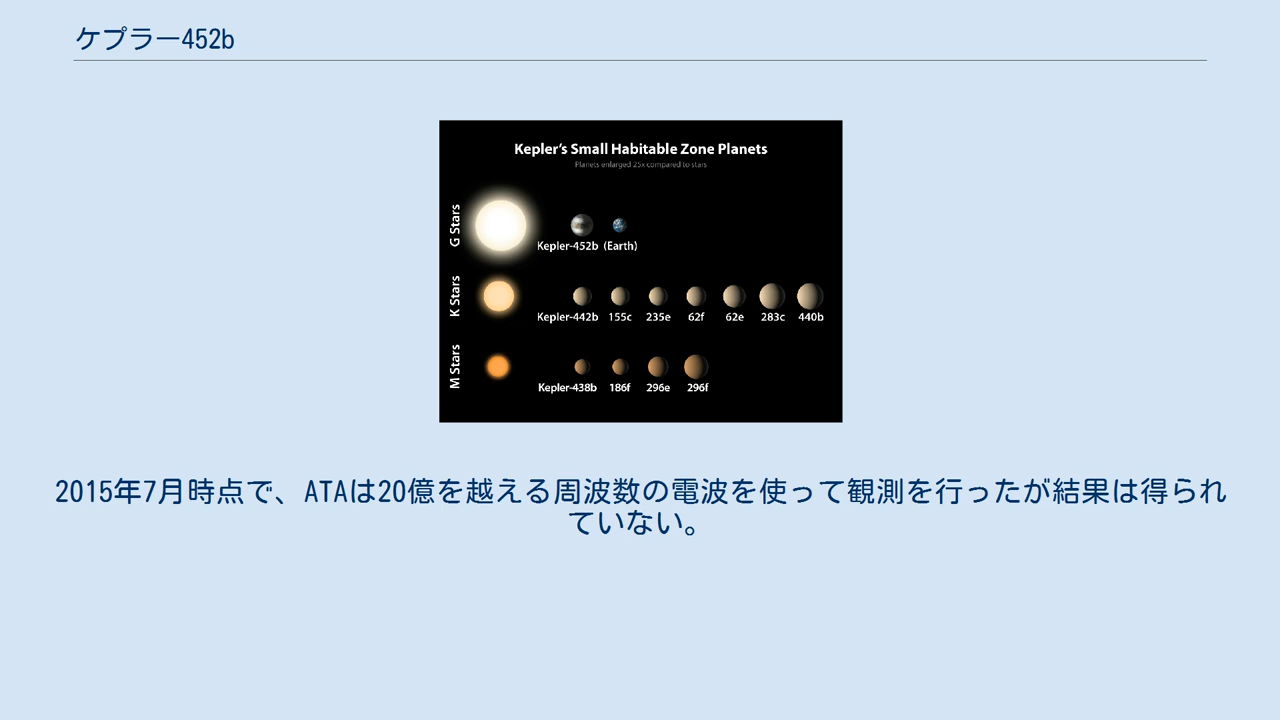 ケプラー452b
Kepler's Small Habitable Zone Planets
Planets enlarged 25x compared to stars
G Stars
Kepler-452b (Earth)
K Stars
Kepler-442b 155c 235e 62f 62e 283c 440b
M Stars
Kepler-438b 186f 296e 296f
2015年7月時点で、ATAは20億を越える周波数の電波を使って観測を行ったが結果は得られ
ていない。